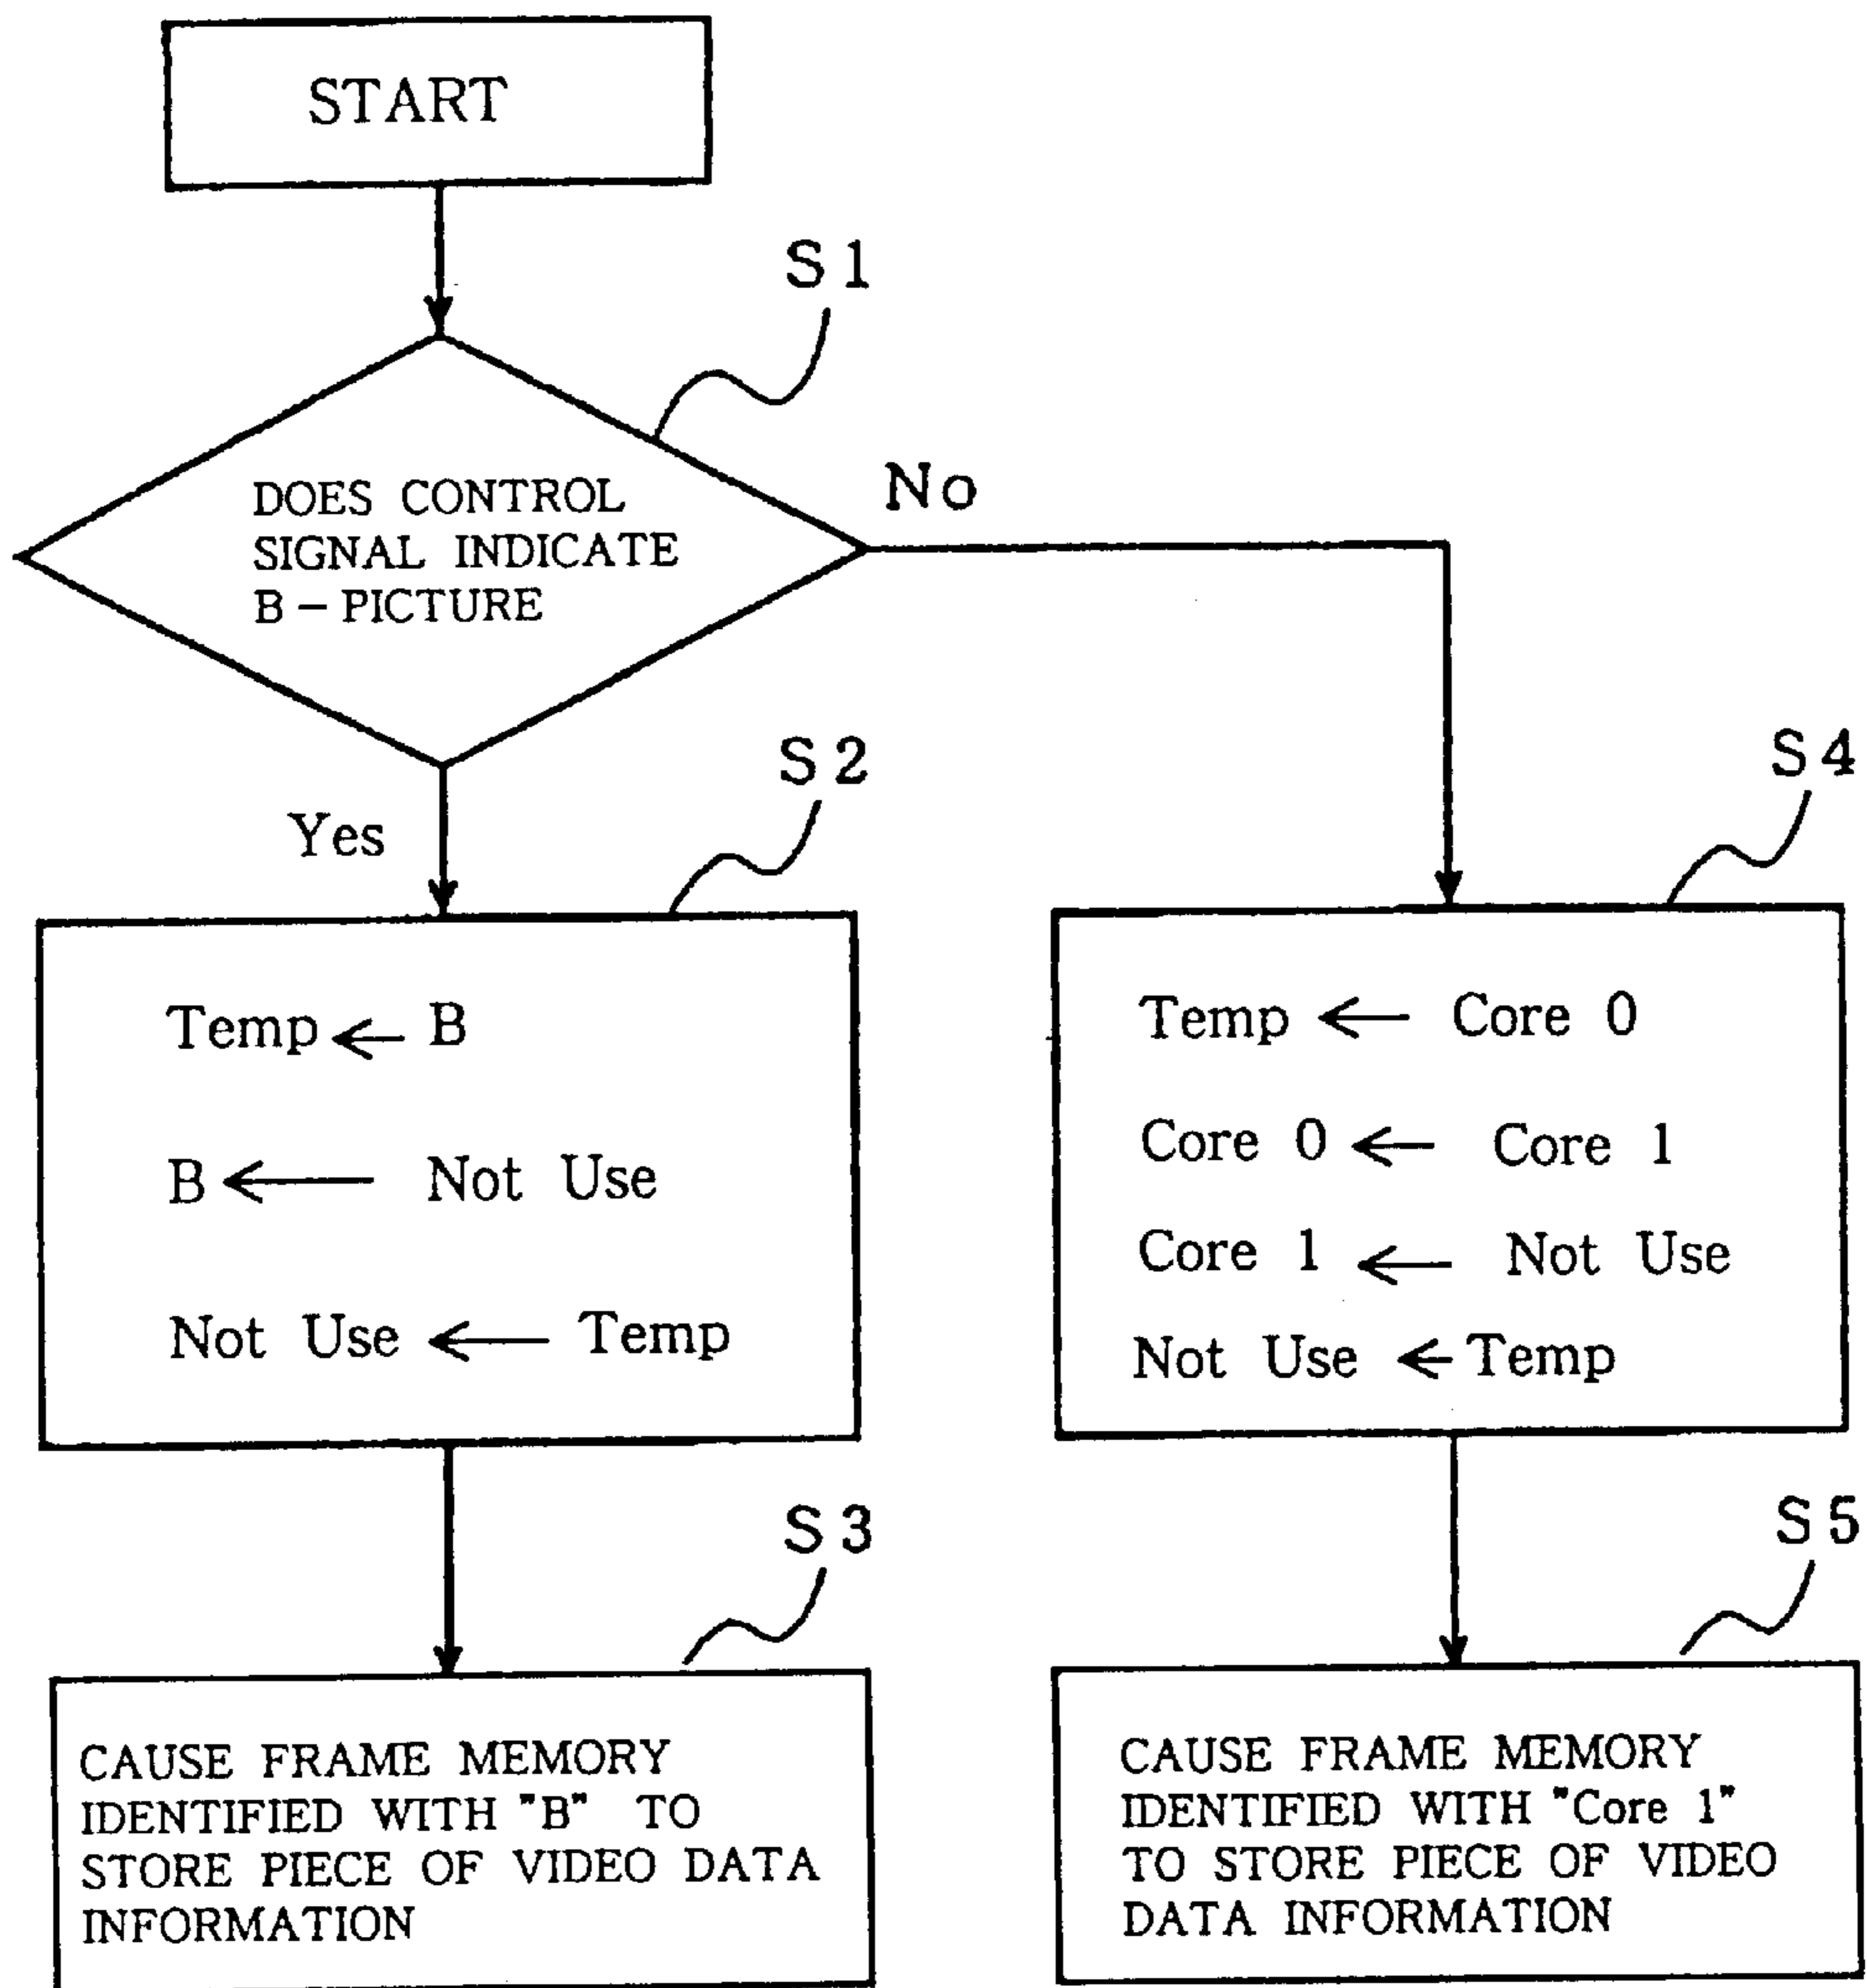 START
S1
DOES CONTROL
SIGNAL INDICATE
B-PICTURE
No
Yes
S2
Temp ← B
B ← Not Use
Not Use ← Temp
S3
CAUSE FRAME MEMORY
IDENTIFIED WITH "B" TO
STORE PIECE OF VIDEO DATA
INFORMATION
S4
Temp ← Core 0
Core 0 ← Core 1
Core 1 ← Not Use
Not Use ← Temp
S5
CAUSE FRAME MEMORY
IDENTIFIED WITH "Core 1"
TO STORE PIECE OF VIDEO
DATA INFORMATION